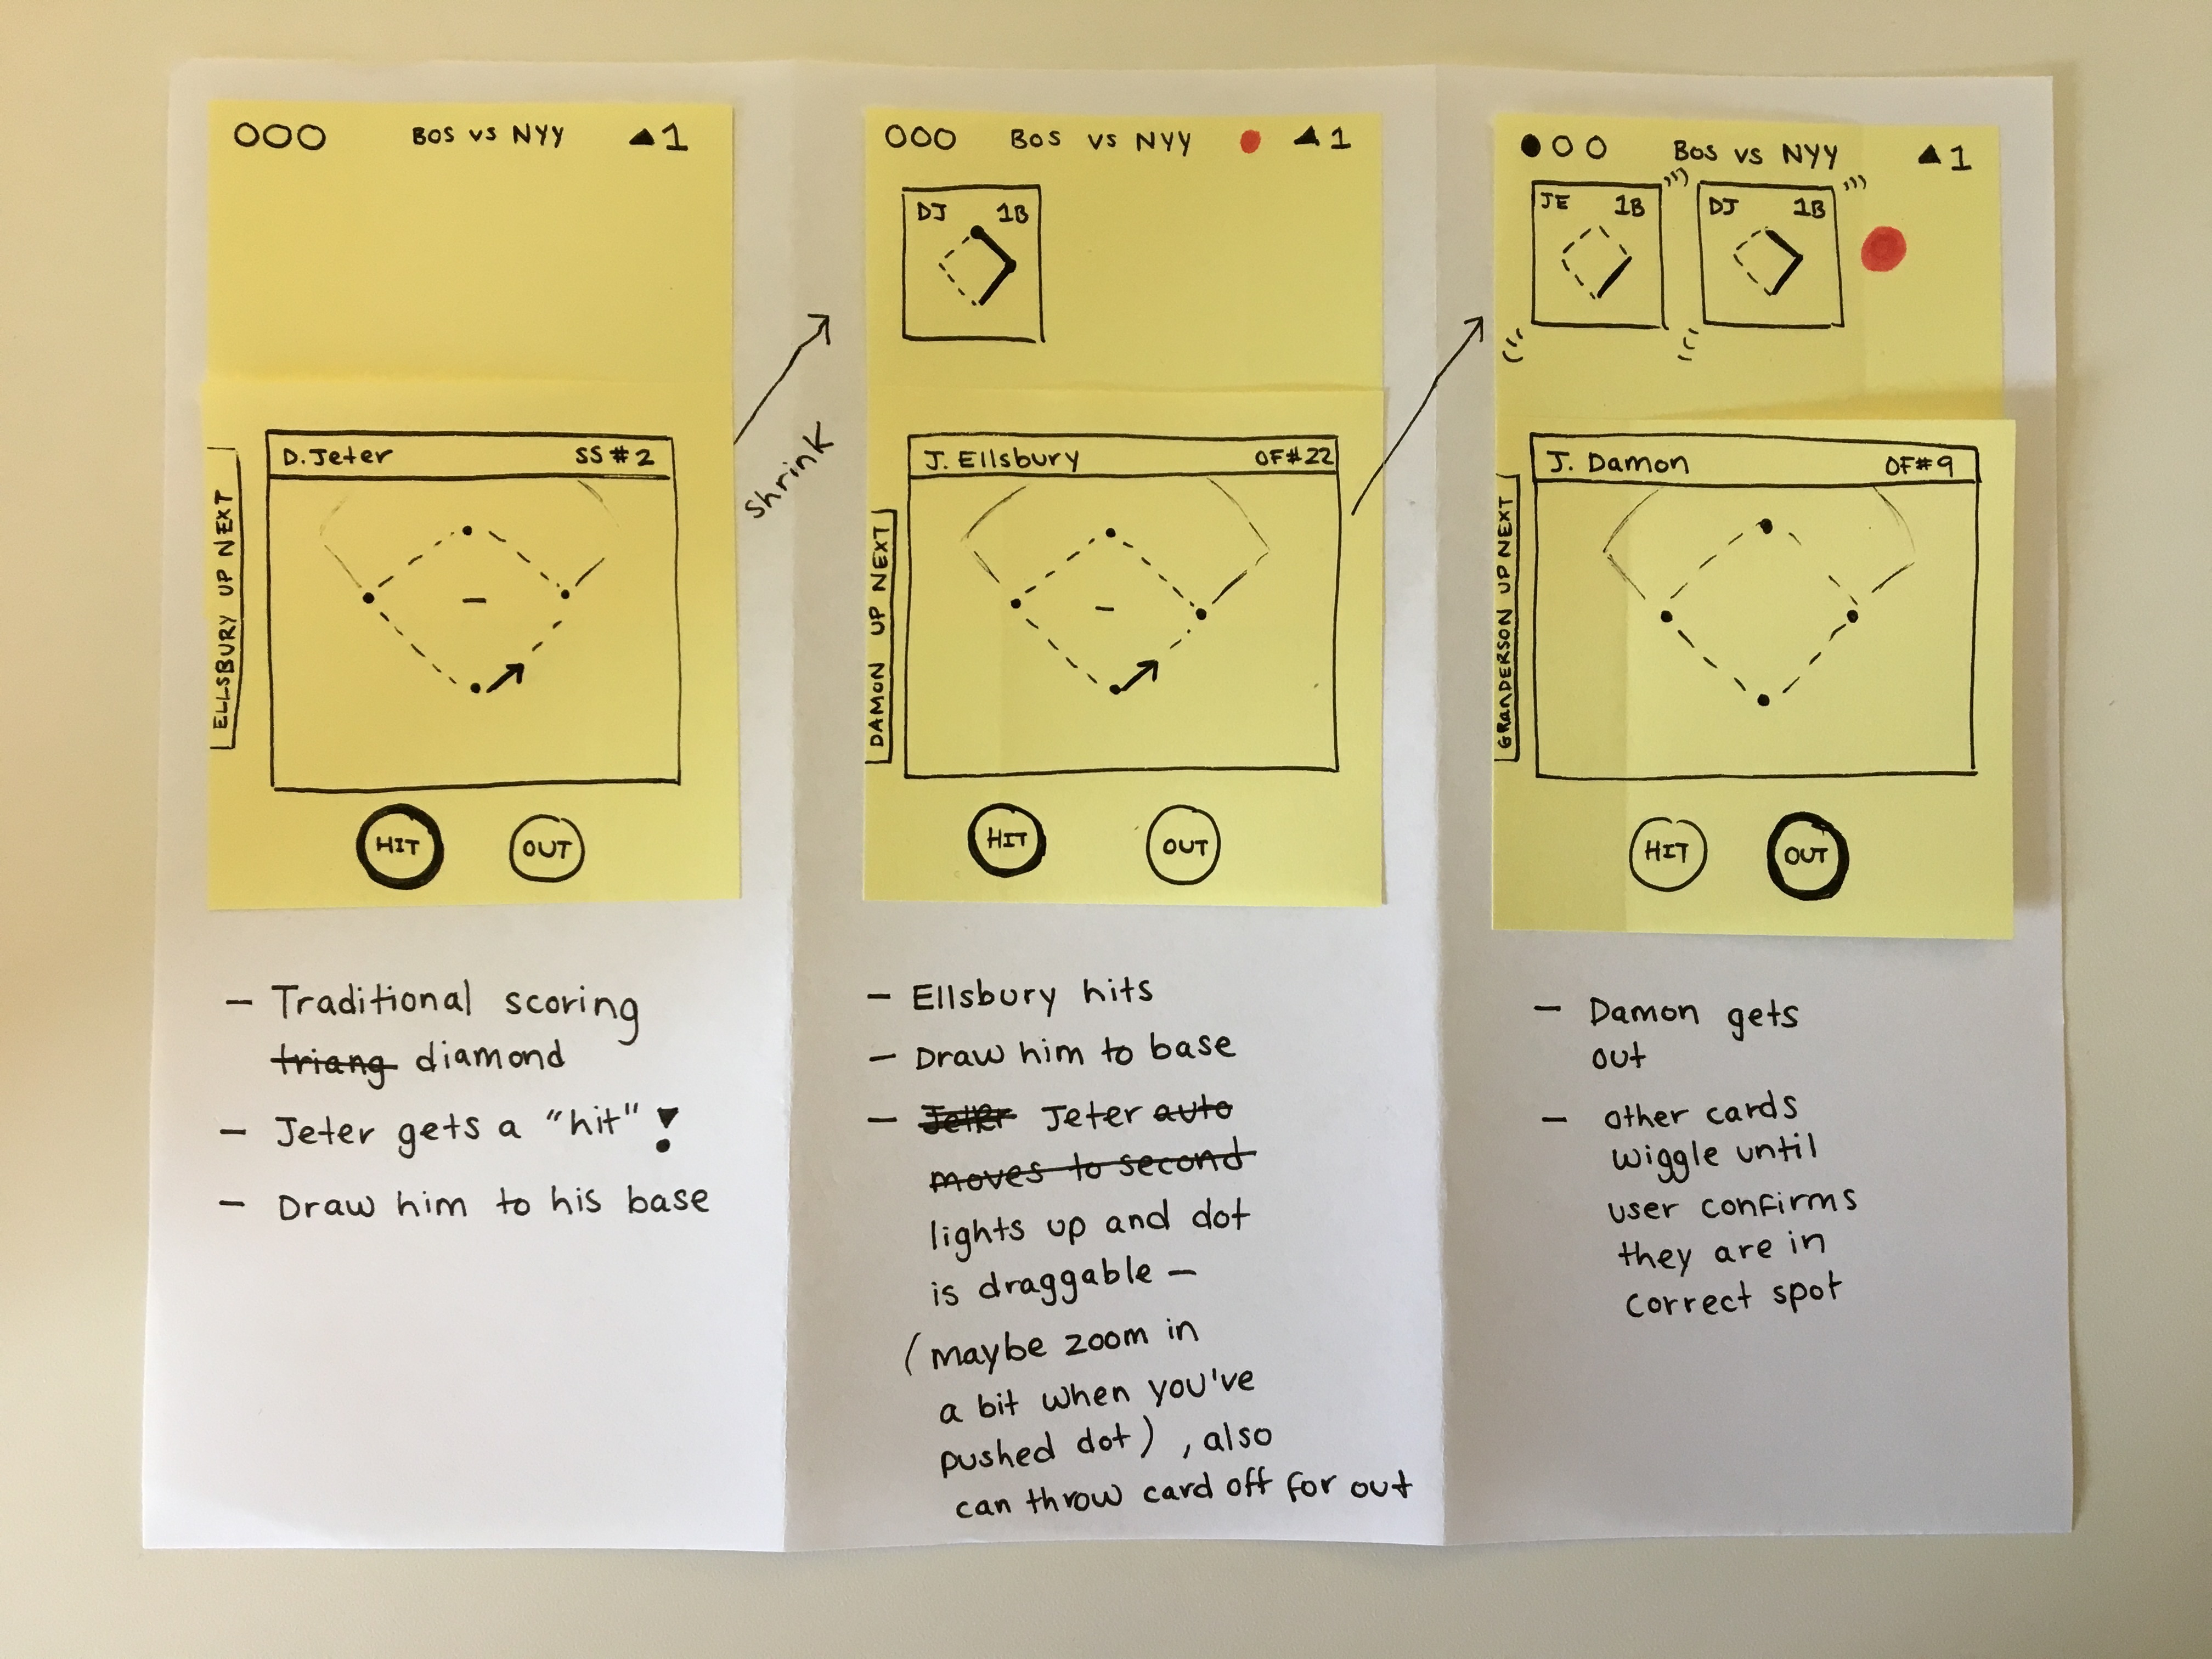 BOS vs NYY ▲1
ELLSBURY UP NEXT
D. Jeter SS #2
HIT OUT
- Traditional scoring
triang diamond
- Jeter gets a "hit"!
- Draw him to his base
Shrink
BOS vs NYY ▲1
DJ 1B
DAMON UP NEXT
J. Ellsbury OF#22
HIT OUT
- Ellsbury hits
- Draw him to base
- Jeter Jeter auto
moves to second
lights up and dot
is draggable -
(maybe zoom in
a bit when you've
pushed dot), also
can throw card off for out
BOS vs NYY ▲1
JE 1B
DJ 1B
GRANDERSON UP NEXT
J. Damon OF#9
HIT OUT
- Damon gets
out
- other cards
wiggle until
user confirms
they are in
correct spot